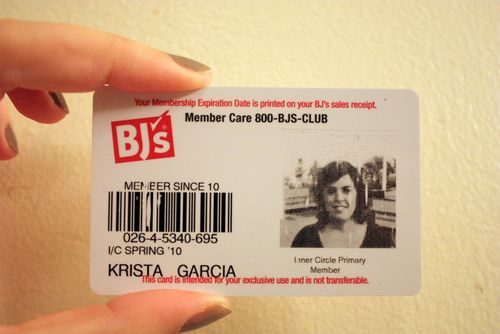 Your Membership Expiration Date is printed on your BJ's sales receipt.
BJ's
Member Care 800-BJS-CLUB
MEMBER SINCE 10
026-4-5340-695
I/C SPRING '10
Inner Circle Primary
Member
KRISTA GARCIA
This card is intended for your exclusive use and is not transferable.